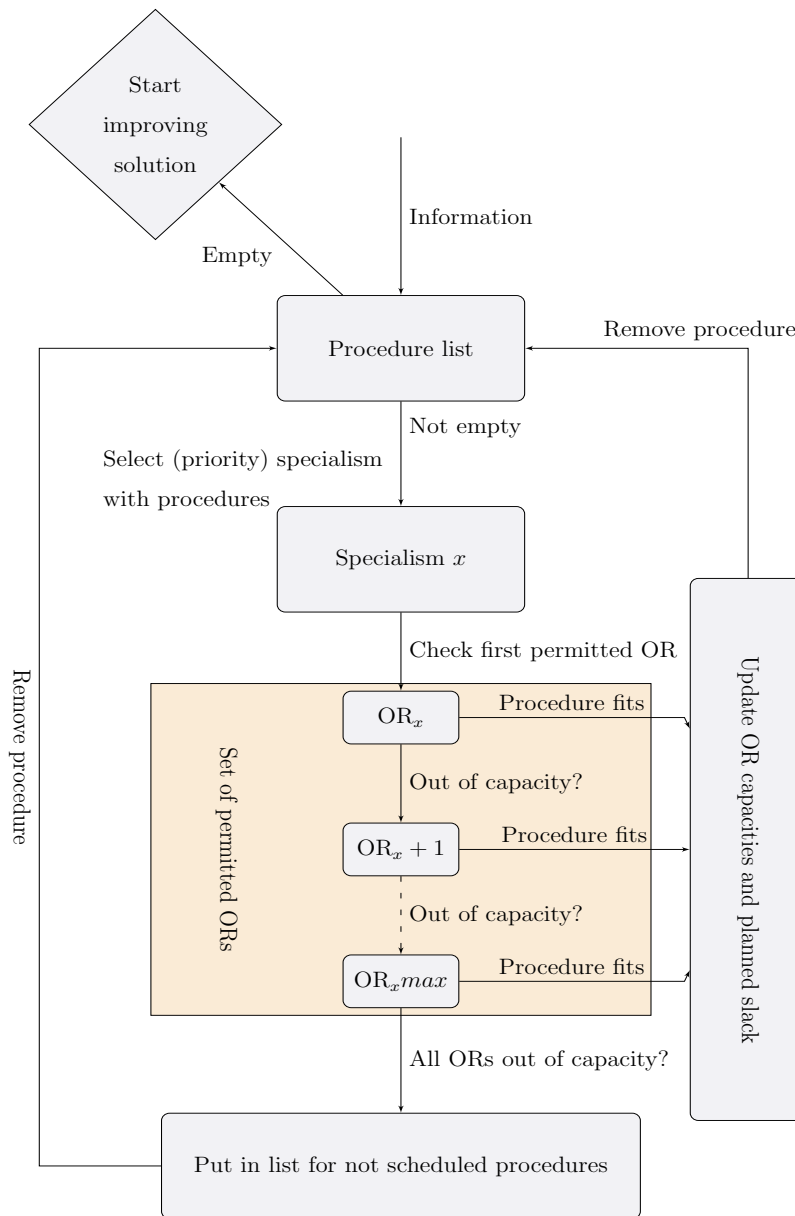 Start
improving
solution
Information
Empty
Procedure list
Remove procedure
Not empty
Select (priority) specialism
with procedures
Specialism x
Check first permitted OR
ORₓ
Procedure fits
Out of capacity?
ORₓ + 1
Procedure fits
Out of capacity?
ORₓmax
Procedure fits
Set of permitted ORs
Update OR capacities and planned slack
Remove procedure
All ORs out of capacity?
Put in list for not scheduled procedures